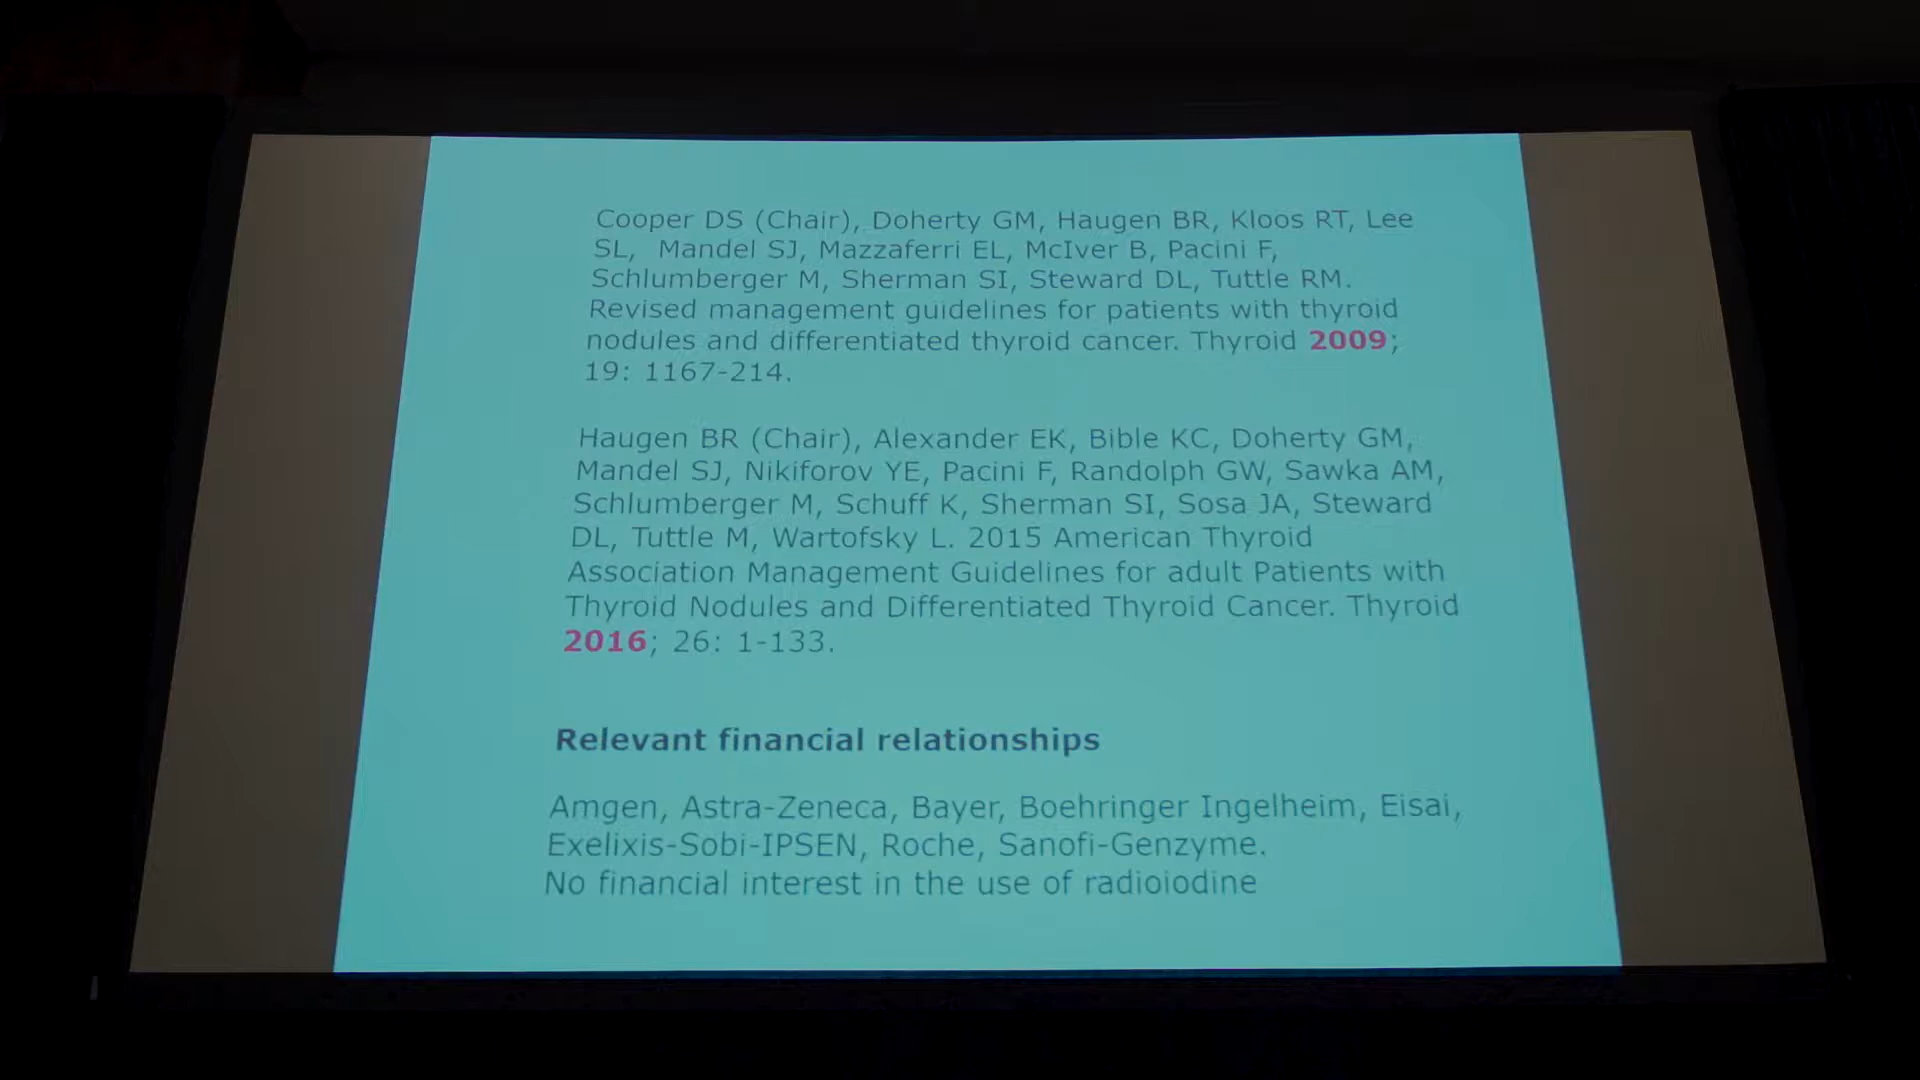 Cooper DS (Chair), Doherty GM, Haugen BR, Kloos RT, Lee
SL, Mandel SJ, Mazzaferri EL, McIver B, Pacini F,
Schlumberger M, Sherman SI, Steward DL, Tuttle RM.
Revised management guidelines for patients with thyroid
nodules and differentiated thyroid cancer. Thyroid 2009;
19: 1167-214.
Haugen BR (Chair), Alexander EK, Bible KC, Doherty GM,
Mandel SJ, Nikiforov YE, Pacini F, Randolph GW, Sawka AM,
Schlumberger M, Schuff K, Sherman SI, Sosa JA, Steward
DL, Tuttle M, Wartofsky L. 2015 American Thyroid
Association Management Guidelines for adult Patients with
Thyroid Nodules and Differentiated Thyroid Cancer. Thyroid
2016; 26: 1-133.
Relevant financial relationships
Amgen, Astra-Zeneca, Bayer, Boehringer Ingelheim, Eisai,
Exelixis-Sobi-IPSEN, Roche, Sanofi-Genzyme.
No financial interest in the use of radioiodine